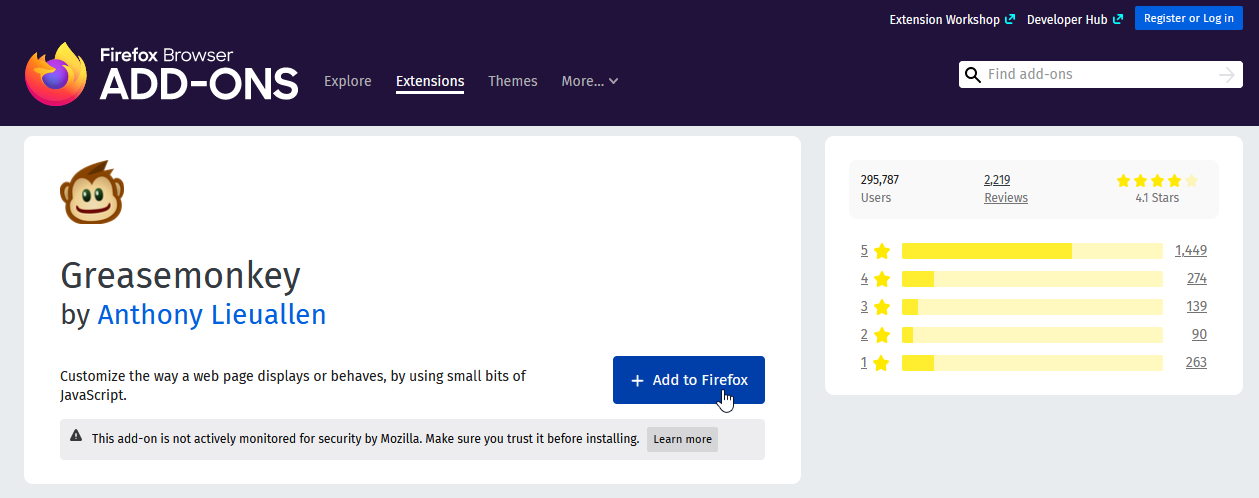 Extension Workshop Developer Hub Register or Log in
Firefox Browser
ADD-ONS
Explore Extensions Themes More... Find add-ons
Greasemonkey
by Anthony Lieuallen
Customize the way a web page displays or behaves, by using small bits of
JavaScript.
+ Add to Firefox
This add-on is not actively monitored for security by Mozilla. Make sure you trust it before installing. Learn more
295,787 2,219
Users Reviews 4.1 Stars
5 1,449
4 274
3 139
2 90
1 263